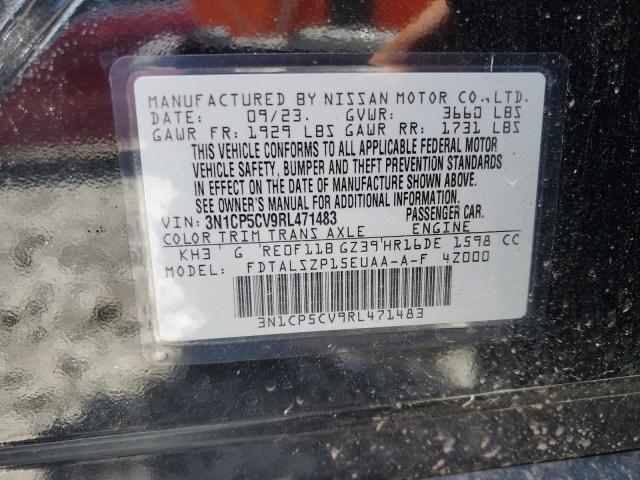 MANUFACTURED BY NISSAN MOTOR CO.,LTD.
DATE: 09/23. GVWR: 3660 LBS
GAWR FR: 1929 LBS GAWR RR: 1731 LBS
THIS VEHICLE CONFORMS TO ALL APPLICABLE FEDERAL MOTOR
VEHICLE SAFETY, BUMPER AND THEFT PREVENTION STANDARDS
IN EFFECT ON THE DATE OF MANUFACTURE SHOWN ABOVE.
SEE OWNER'S MANUAL FOR ADDITIONAL INFORMATION.
VIN: 3N1CP5CV9RL471483 PASSENGER CAR.
COLOR TRIM TRANS AXLE ENGINE
KH3 G RE0F11B GZ39 HR16DE 1598 CC
FDTALSZP15EUAA-A-F 4Z000
3N1CP5CV9RL471483